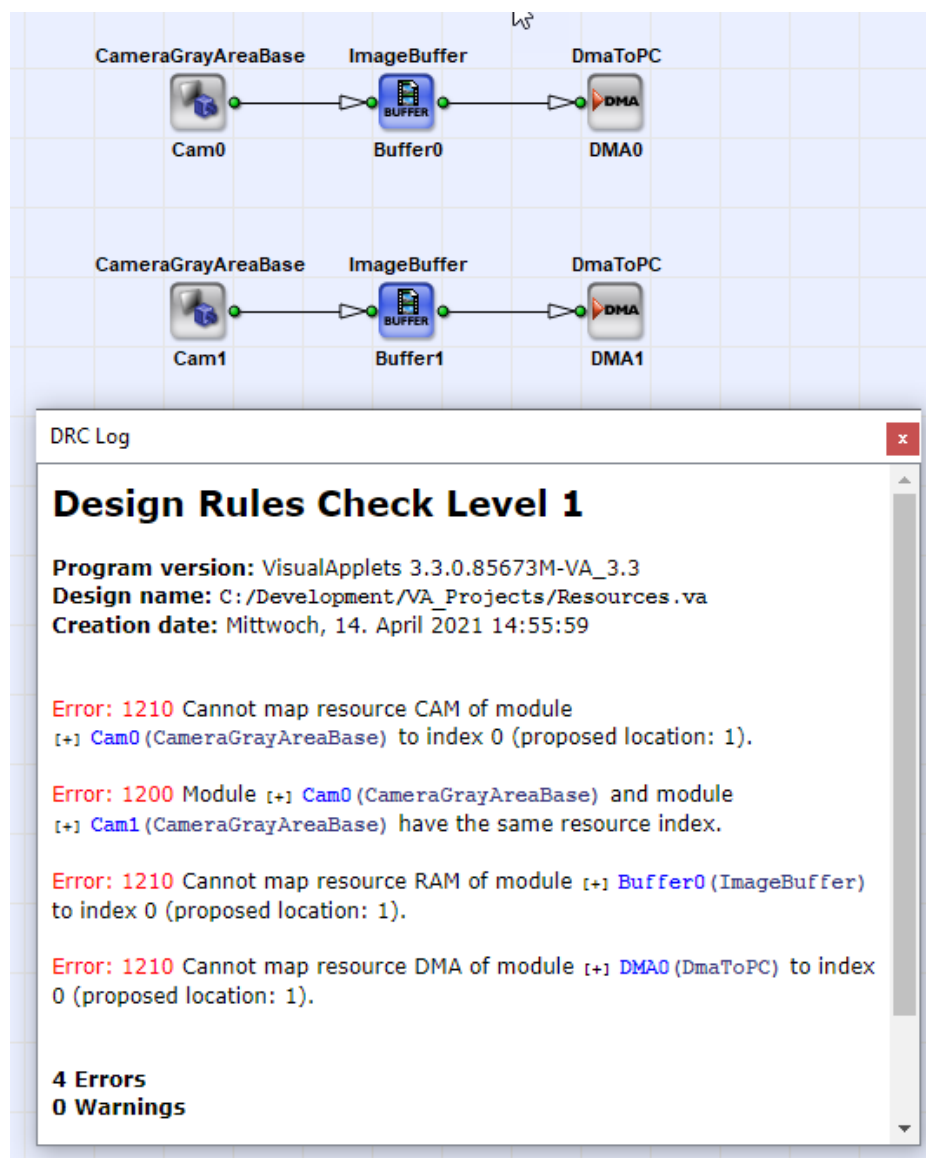 CameraGrayAreaBase ImageBuffer DmaToPC
BUFFER DMA
Cam0 Buffer0 DMA0
CameraGrayAreaBase ImageBuffer DmaToPC
BUFFER DMA
Cam1 Buffer1 DMA1
DRC Log x
Design Rules Check Level 1
Program version: VisualApplets 3.3.0.85673M-VA_3.3
Design name: C:/Development/VA_Projects/Resources.va
Creation date: Mittwoch, 14. April 2021 14:55:59
Error: 1210 Cannot map resource CAM of module
[+] Cam0(CameraGrayAreaBase) to index 0 (proposed location: 1).
Error: 1200 Module [+] Cam0(CameraGrayAreaBase) and module
[+] Cam1(CameraGrayAreaBase) have the same resource index.
Error: 1210 Cannot map resource RAM of module [+] Buffer0(ImageBuffer)
to index 0 (proposed location: 1).
Error: 1210 Cannot map resource DMA of module [+] DMA0(DmaToPC) to index
0 (proposed location: 1).
4 Errors
0 Warnings